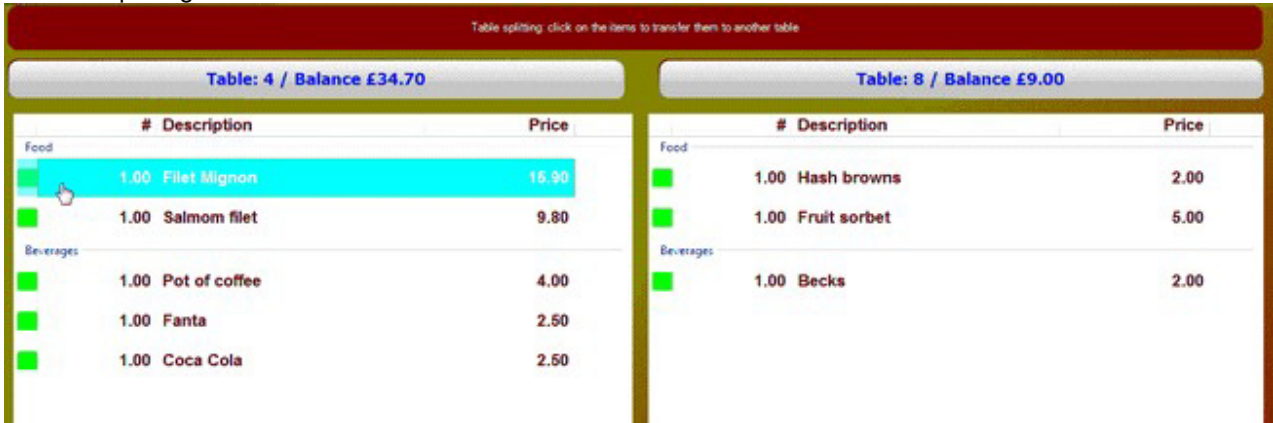 Table splitting: click on the items to transfer them to another table
Table: 4 / Balance £34.70
# Description Price
Food
1.00 Filet Mignon 15.90
1.00 Salmom filet 9.80
Beverages
1.00 Pot of coffee 4.00
1.00 Fanta 2.50
1.00 Coca Cola 2.50
Table: 8 / Balance £9.00
# Description Price
Food
1.00 Hash browns 2.00
1.00 Fruit sorbet 5.00
Beverages
1.00 Becks 2.00